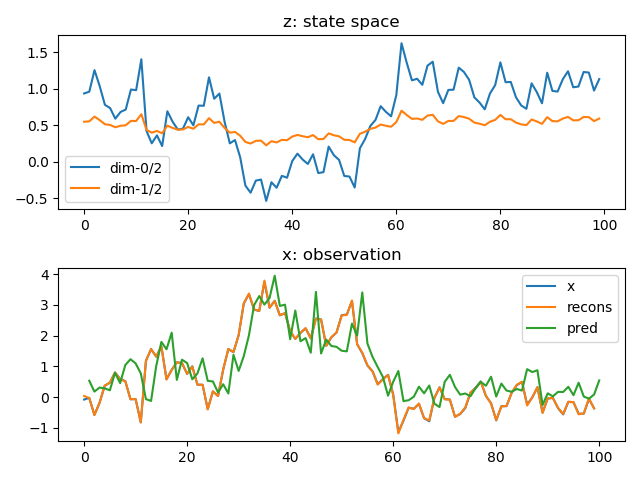 z: state space
1.5
1.0
0.5
0.0
−0.5
dim-0/2
dim-1/2
0 20 40 60 80 100
x: observation
4
3
2
1
0
−1
x
recons
pred
0 20 40 60 80 100